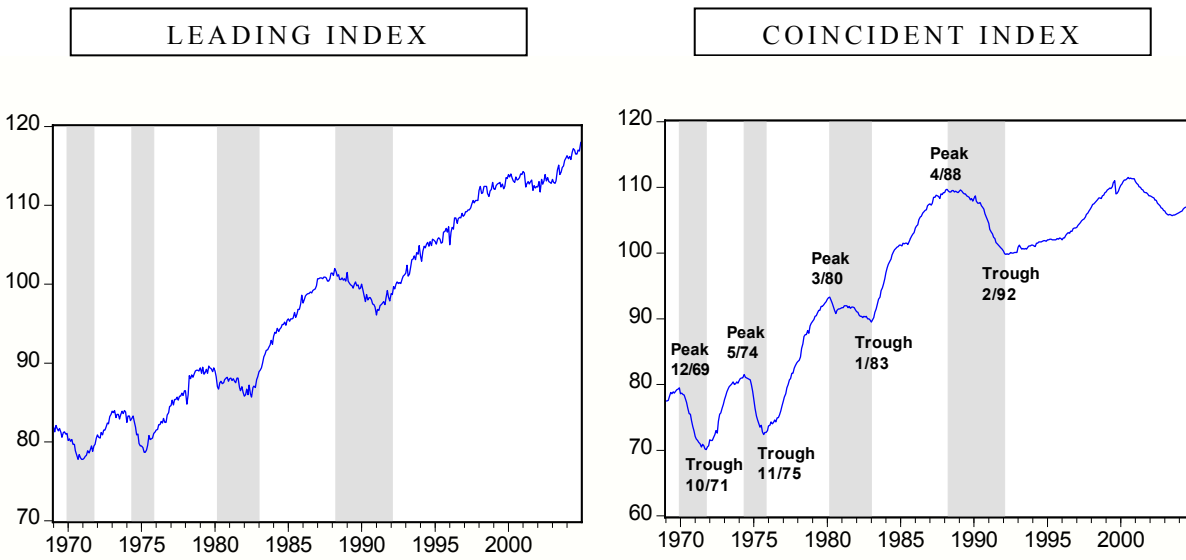 LEADING INDEX
120
110
100
90
80
70
1970 1975 1980 1985 1990 1995 2000
COINCIDENT INDEX
120
110
100
90
80
70
60
Peak
12/69
Peak
5/74
Peak
3/80
Peak
4/88
Trough
10/71
Trough
11/75
Trough
1/83
Trough
2/92
1970 1975 1980 1985 1990 1995 2000